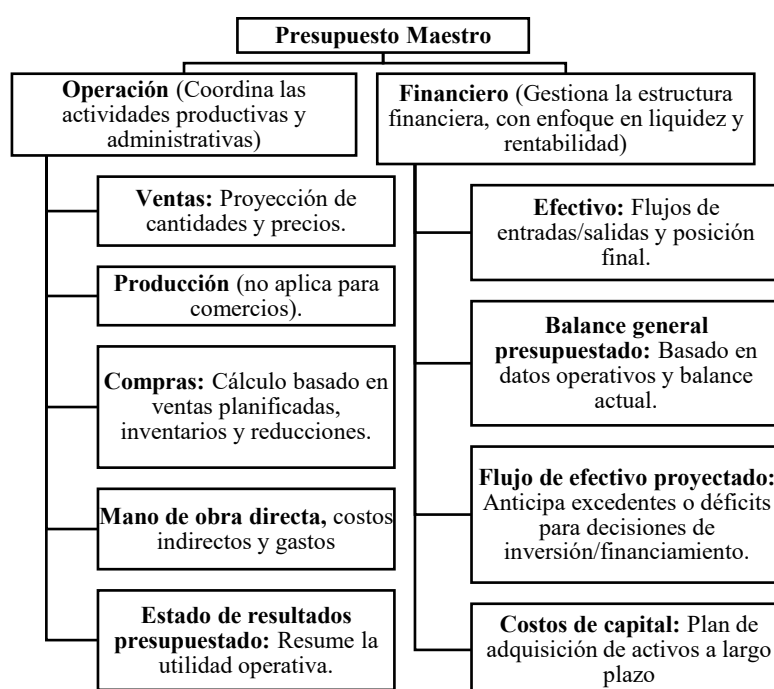 Presupuesto Maestro
Operación (Coordina las
actividades productivas y
administrativas)
Ventas: Proyección de
cantidades y precios.
Producción (no aplica para
comercios).
Compras: Cálculo basado en
ventas planificadas,
inventarios y reducciones.
Mano de obra directa, costos
indirectos y gastos
Estado de resultados
presupuestado: Resume la
utilidad operativa.
Financiero (Gestiona la estructura
financiera, con enfoque en liquidez y
rentabilidad)
Efectivo: Flujos de
entradas/salidas y posición
final.
Balance general
presupuestado: Basado en
datos operativos y balance
actual.
Flujo de efectivo proyectado:
Anticipa excedentes o déficits
para decisiones de
inversión/financiamiento.
Costos de capital: Plan de
adquisición de activos a largo
plazo